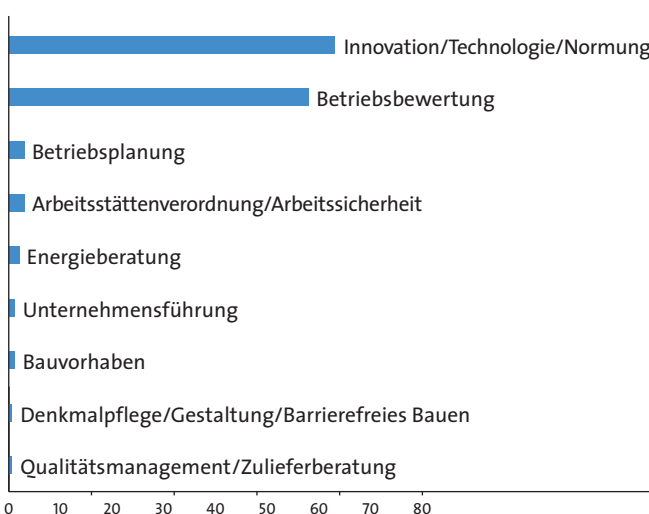 Innovation/Technologie/Normung
Betriebsbewertung
Betriebsplanung
Arbeitsstättenverordnung/Arbeitssicherheit
Energieberatung
Unternehmensführung
Bauvorhaben
Denkmalpflege/Gestaltung/Barrierefreies Bauen
Qualitätsmanagement/Zulieferberatung
0 10 20 30 40 50 60 70 80